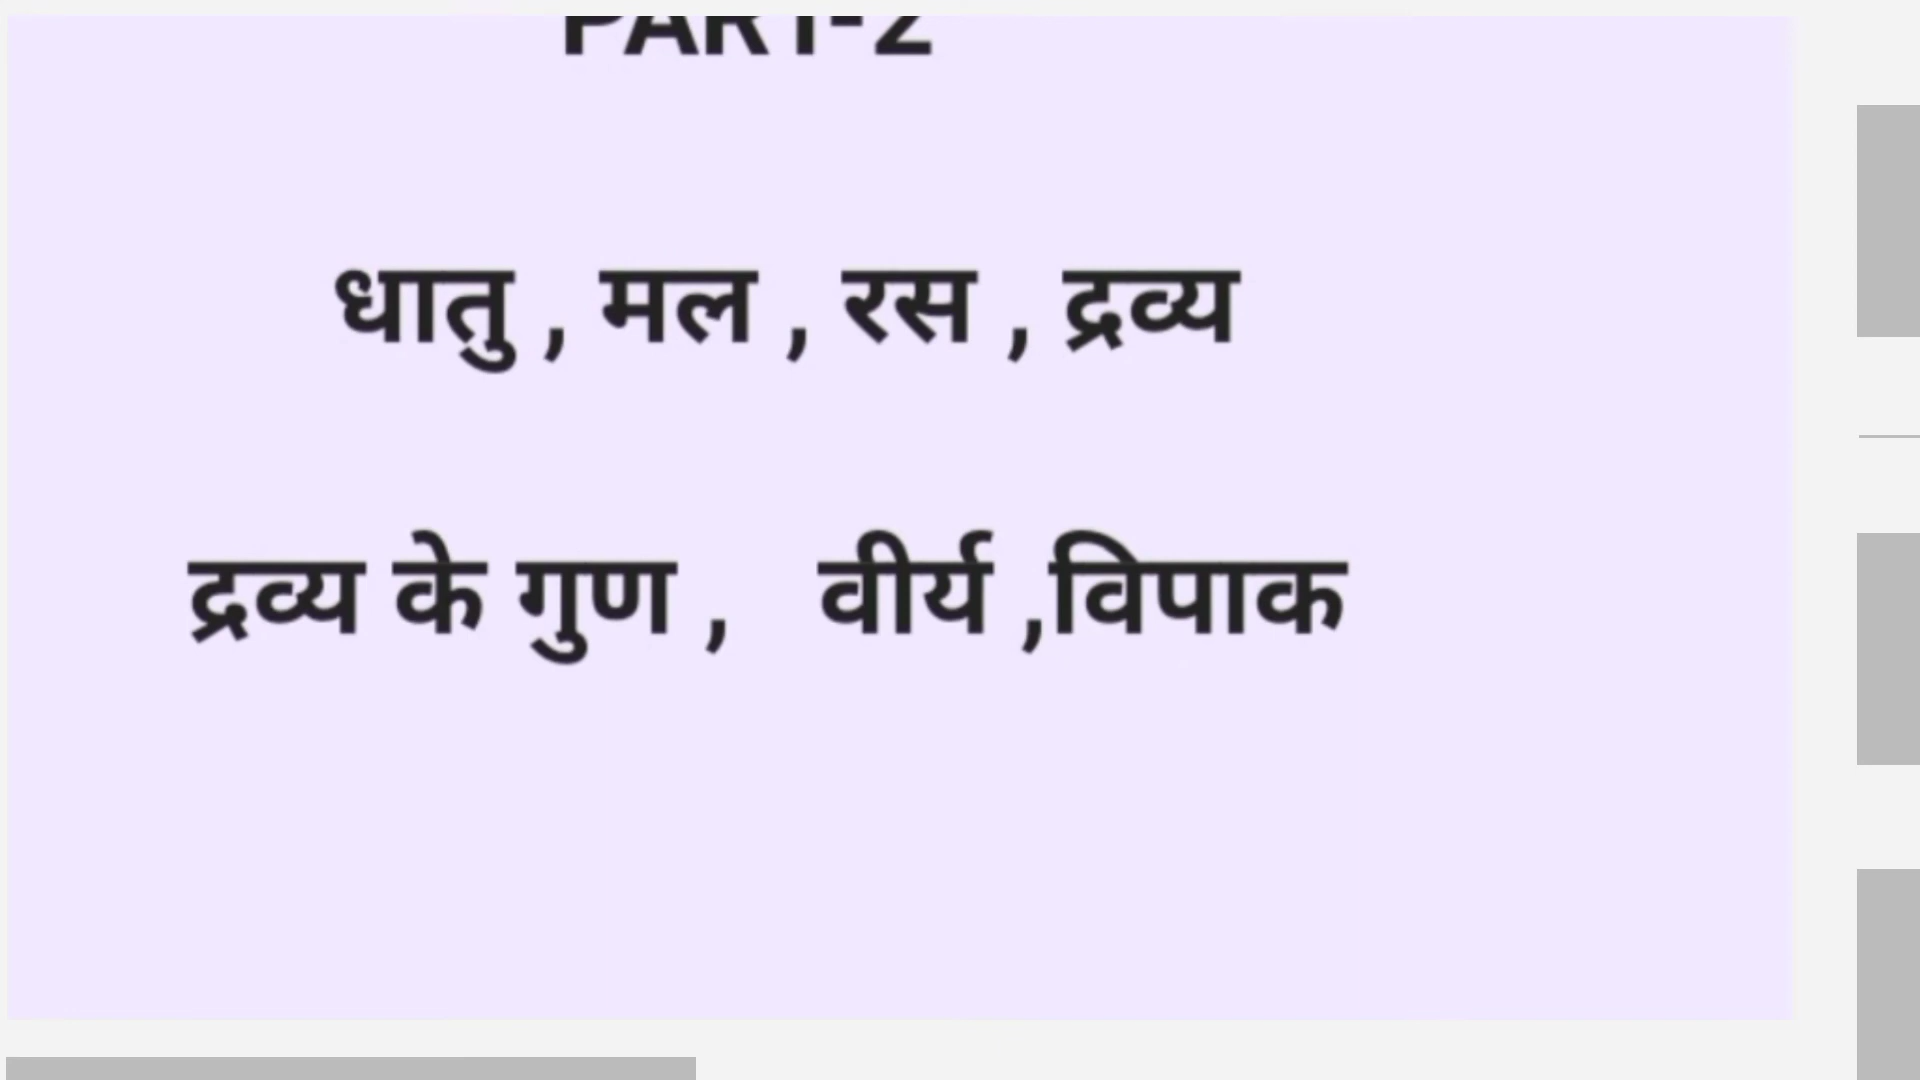 PART-2
धातु , मल , रस , द्रव्य
द्रव्य के गुण , वीर्य ,विपाक